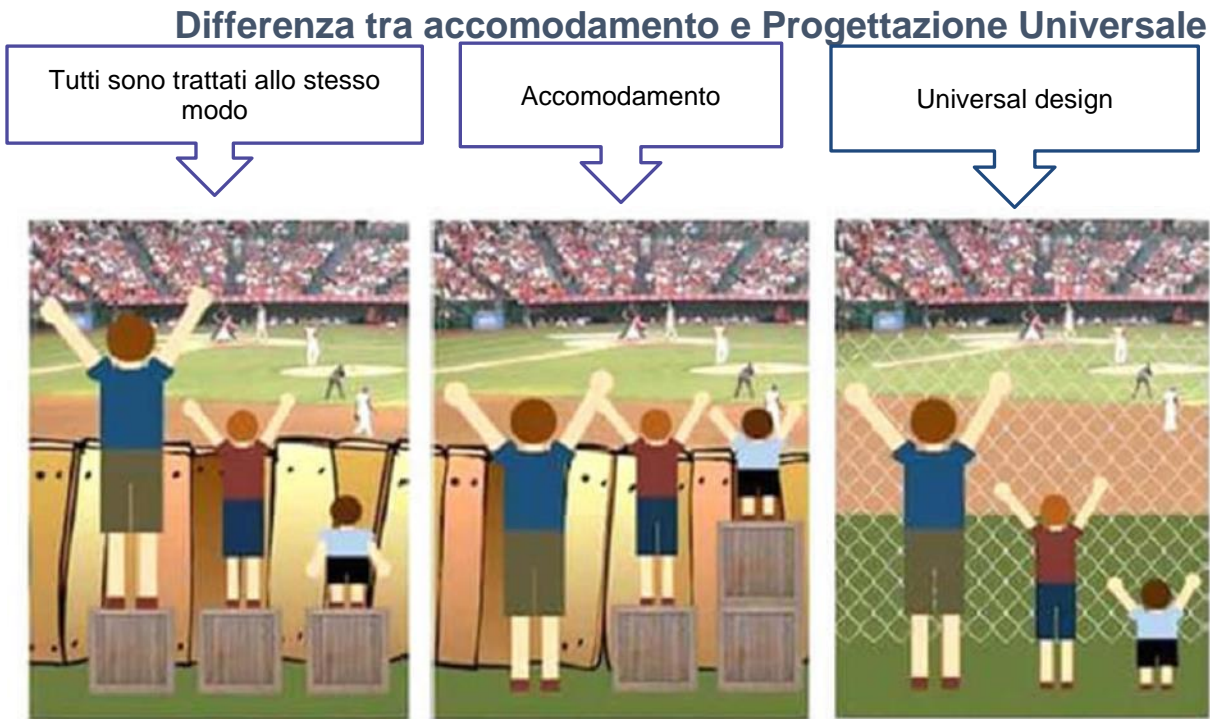 Differenza tra accomodamento e Progettazione Universale
Tutti sono trattati allo stesso
modo
Accomodamento
Universal design